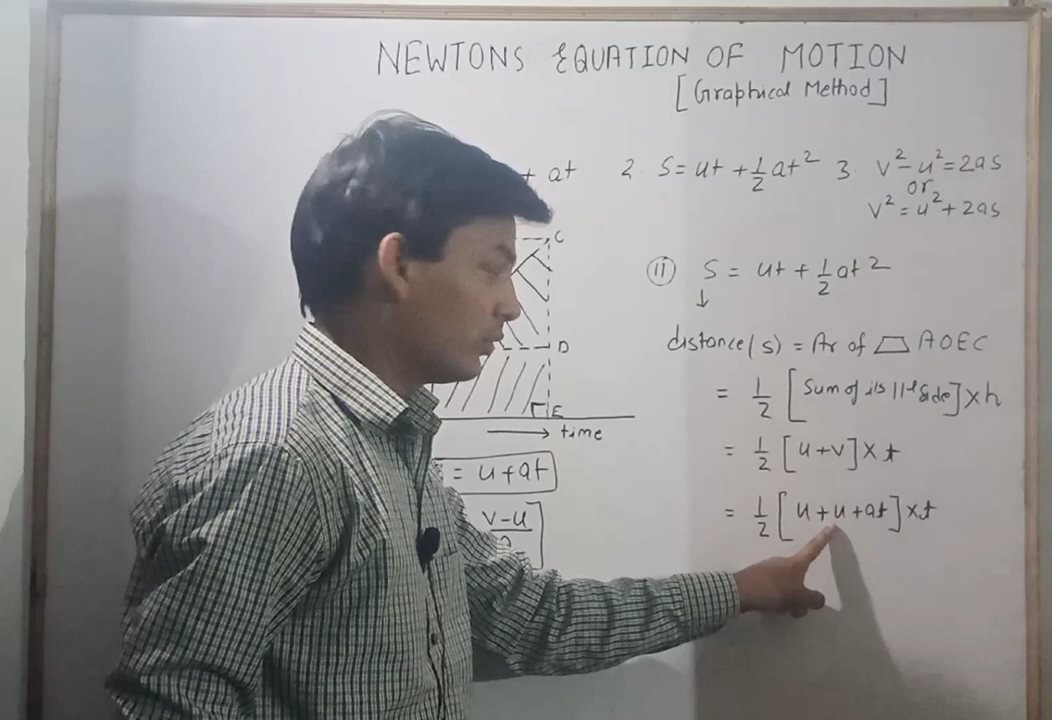 NEWTONS EQUATION OF MOTION
[Graphical Method]
+ at
2. S = ut + 1/2 at²
3. v² - u² = 2as
or
v² = u² + 2as
C
D
E
time
= u+at
v-u
(11) S = ut + 1/2 at²
↓
distance(s) = Ar of ⏢ AOEC
= 1/2 [Sum of its 11el side] × h
= 1/2 [u+v] × t
= 1/2 [u+u+at] × t